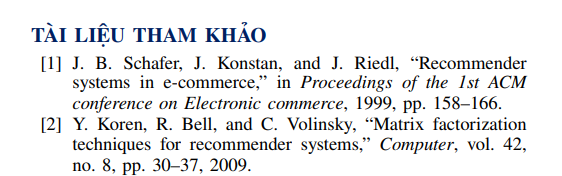 TÀI LIỆU THAM KHẢO
[1] J. B. Schafer, J. Konstan, and J. Riedl, “Recommender
systems in e-commerce,” in Proceedings of the 1st ACM
conference on Electronic commerce, 1999, pp. 158–166.
[2] Y. Koren, R. Bell, and C. Volinsky, “Matrix factorization
techniques for recommender systems,” Computer, vol. 42,
no. 8, pp. 30–37, 2009.